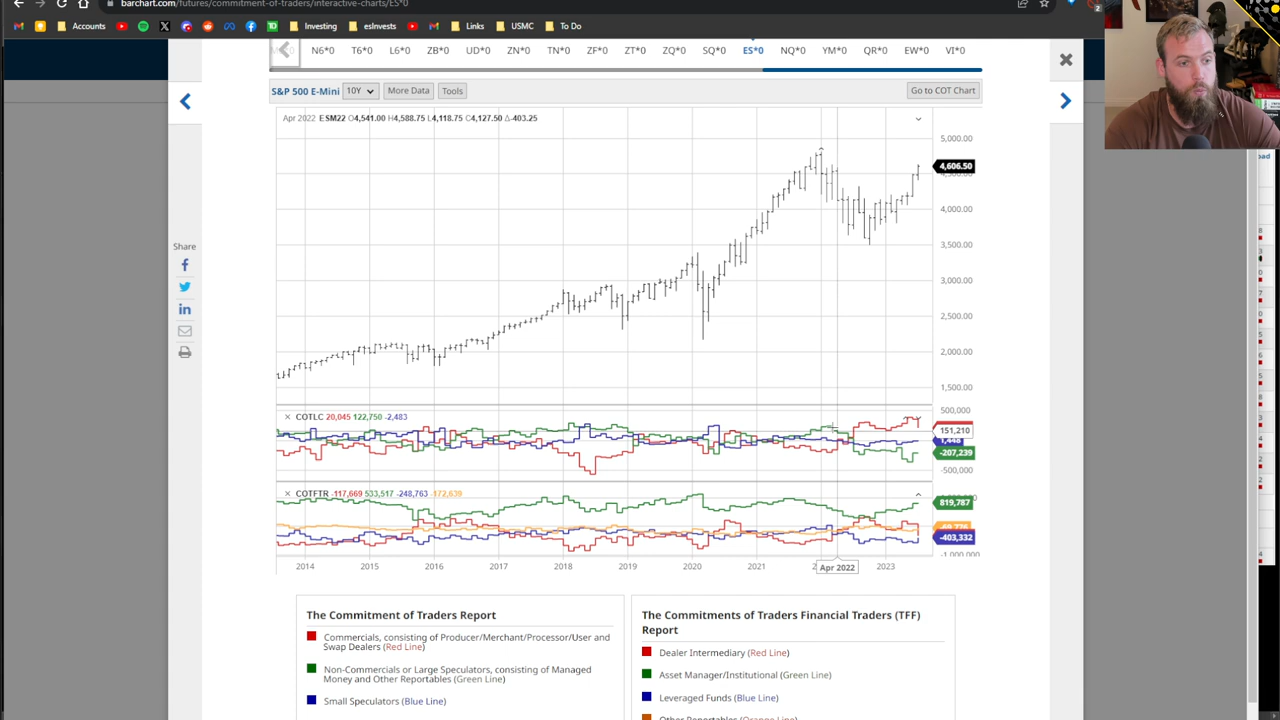 barchart.com/futures/commitment-of-traders/interactive-charts/ES*0
Accounts
Investing
esInvests
Links
USMC
To Do
N6*0 T6*0 L6*0 ZB*0 UD*0 ZN*0 TN*0 ZF*0 ZT*0 ZQ*0 SQ*0 ES*0 NQ*0 YM*0 QR*0 EW*0 VI*0
S&P 500 E-Mini 10Y More Data Tools Go to COT Chart
Apr 2022 ESM22 O4,541.00 H4,588.75 L4,118.75 C4,127.50 Δ-403.25
5,000.00
4,606.50
4,000.00
3,500.00
3,000.00
2,500.00
2,000.00
1,500.00
Share
× COTLC 20,045 122,750 -2,483
500,000
151,210
1,448
-207,239
-500,000
× COTFTR -117,669 533,517 -248,763 -172,639
819,787
-403,332
-1,000,000
2014 2015 2016 2017 2018 2019 2020 2021 Apr 2022 2023
The Commitment of Traders Report
Commercials, consisting of Producer/Merchant/Processor/User and
Swap Dealers (Red Line)
Non-Commercials or Large Speculators, consisting of Managed
Money and Other Reportables (Green Line)
Small Speculators (Blue Line)
The Commitments of Traders Financial Traders (TFF)
Report
Dealer Intermediary (Red Line)
Asset Manager/Institutional (Green Line)
Leveraged Funds (Blue Line)
Other Reportables (Orange Line)